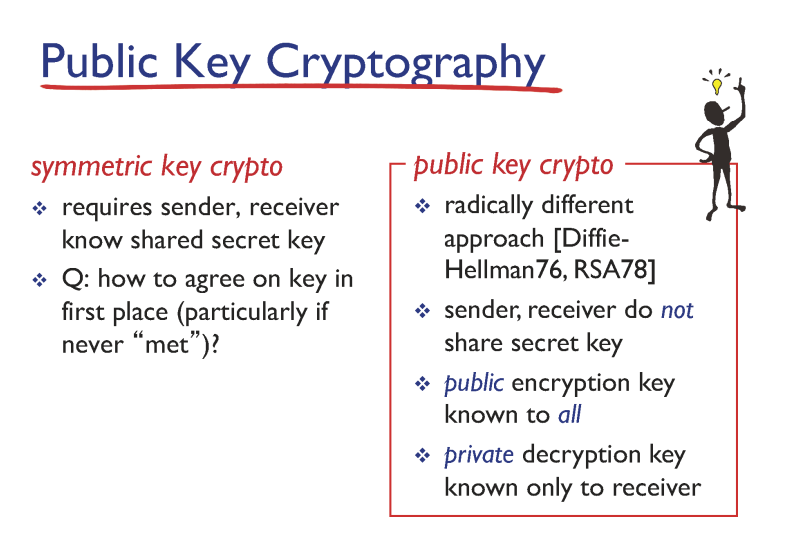 Public Key Cryptography
symmetric key crypto
❖ requires sender, receiver
know shared secret key
❖ Q: how to agree on key in
first place (particularly if
never “met”)?
public key crypto
❖ radically different
approach [Diffie-
Hellman76, RSA78]
❖ sender, receiver do not
share secret key
❖ public encryption key
known to all
❖ private decryption key
known only to receiver